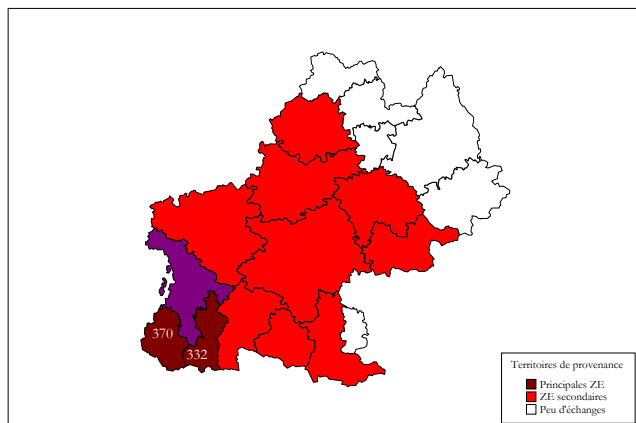 370
332
Territoires de provenance
Principales ZE
ZE secondaires
Peu d'échanges